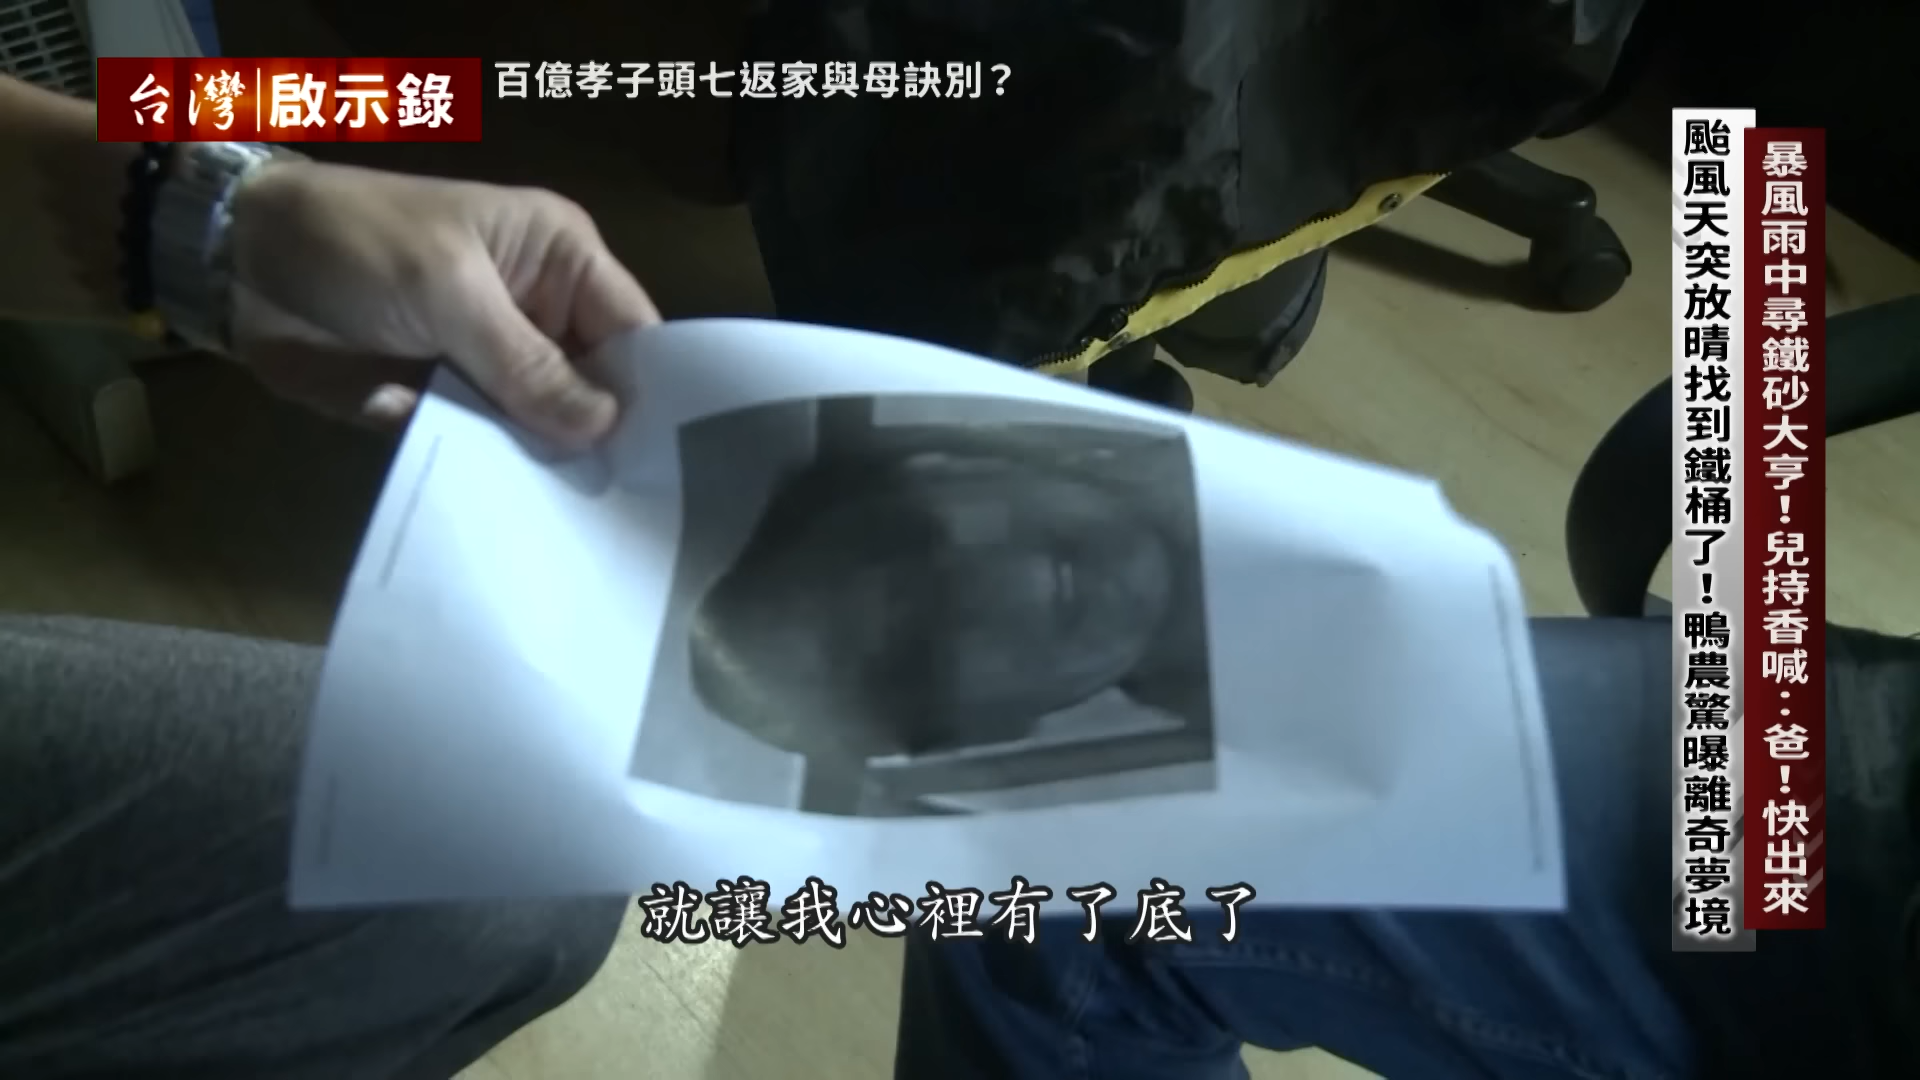 台灣啟示錄
百億孝子頭七返家與母訣別？
暴風雨中尋鐵砂大亨！兒持香喊：爸！快出來
颱風天突放晴找到鐵桶了！鴨農驚曝離奇夢境
就讓我心裡有了底了